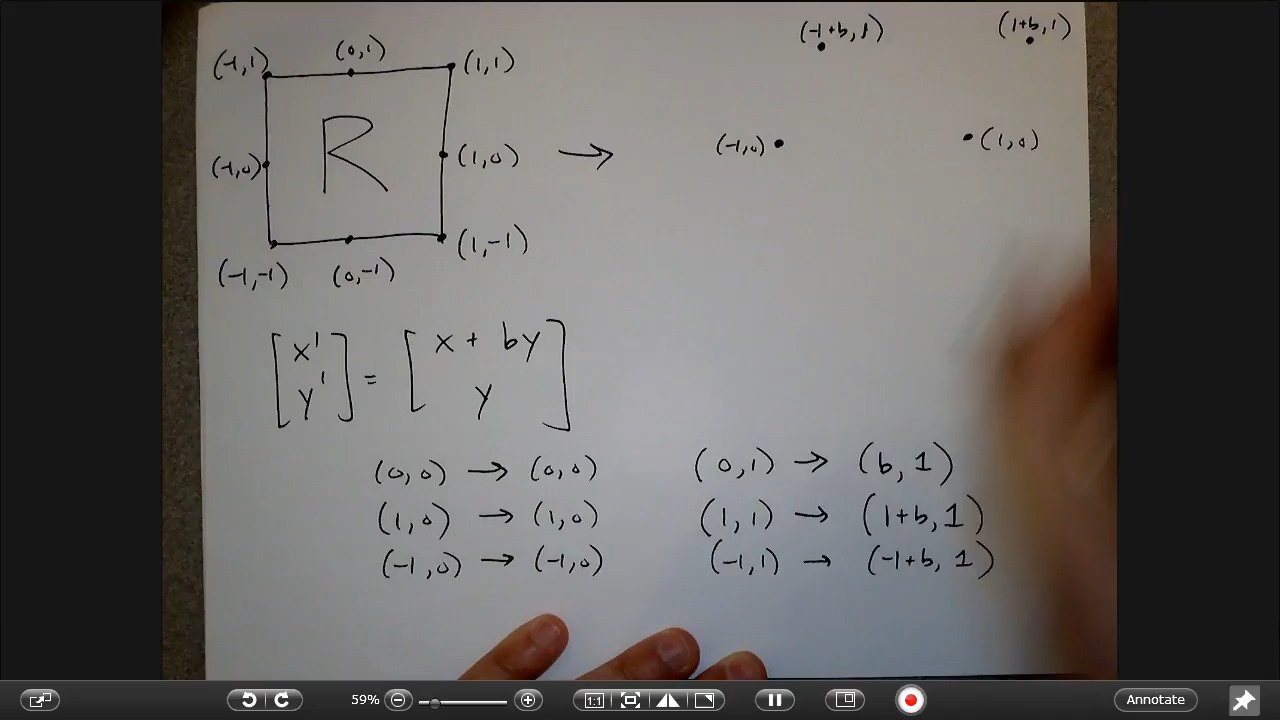 (-1+b, 1) (1+b, 1)
(-1,1) (0,1) (1,1)
R
(-1,0) (1,0) → (-1,0) (1,0)
(-1,-1) (0,-1) (1,-1)
[x' y'] = [x + by y]
(0,0) → (0,0) (0,1) → (b, 1)
(1,0) → (1,0) (1,1) → (1+b, 1)
(-1,0) → (-1,0) (-1,1) → (-1+b, 1)
59% 1:1 Annotate